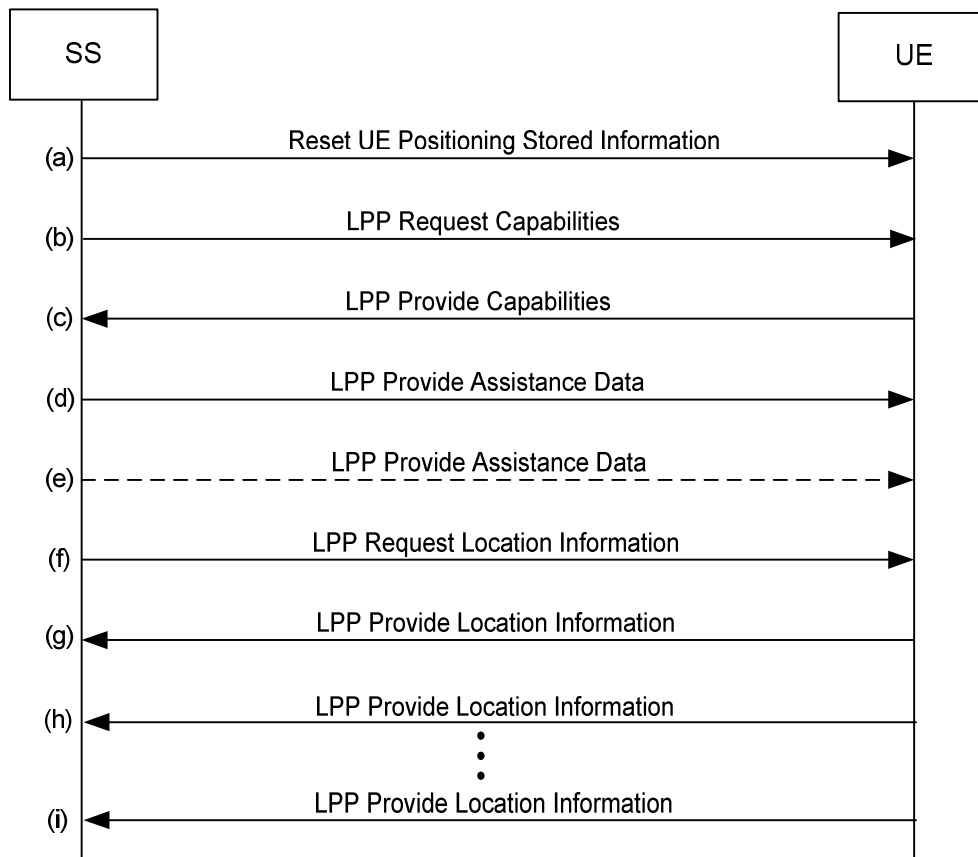 SS
UE
(a) Reset UE Positioning Stored Information
(b) LPP Request Capabilities
(c) LPP Provide Capabilities
(d) LPP Provide Assistance Data
(e) LPP Provide Assistance Data
(f) LPP Request Location Information
(g) LPP Provide Location Information
(h) LPP Provide Location Information
(i) LPP Provide Location Information